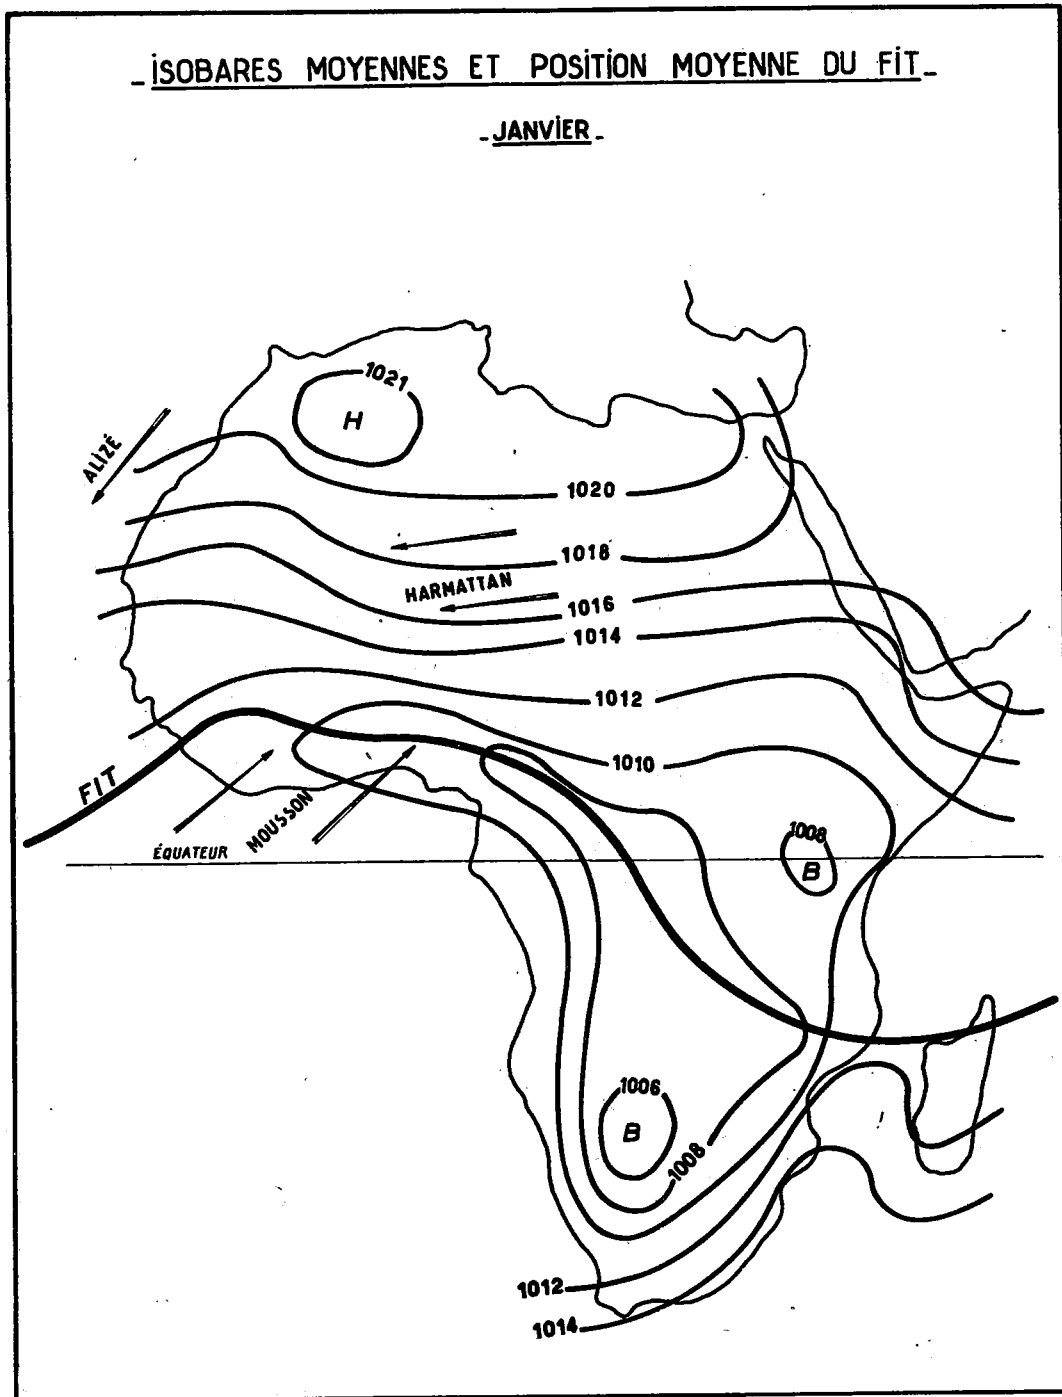 ISOBARES MOYENNES ET POSITION MOYENNE DU FIT
JANVIER
1021
H
ALIZÉ
1020
1018
HARMATTAN
1016
1014
1012
1010
FIT
MOUSSON
ÉQUATEUR
1008
B
1006
B
1008
1012
1014